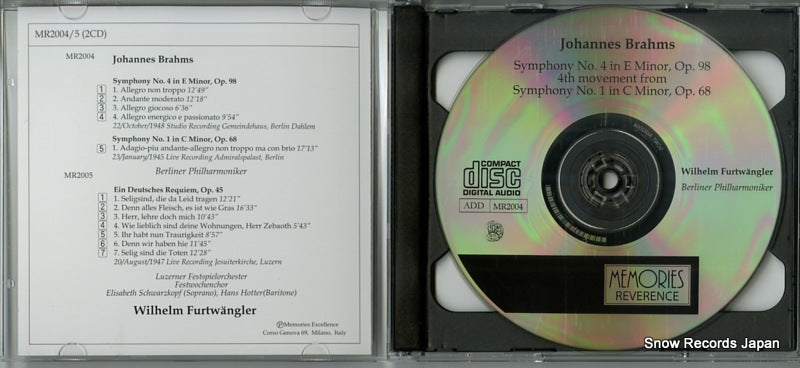 MR2004/5 (2CD)
MR2004
Johannes Brahms
Symphony No. 4 in E Minor, Op. 98
1 1. Allegro non troppo 12'49"
2 2. Andante moderato 12'18"
3 3. Allegro giocoso 6'36"
4 4. Allegro energico e passionato 9'54"
22/October/1948 Studio Recording Gemeindehaus, Berlin Dahlem
Symphony No. 1 in C Minor, Op. 68
5 1. Adagio-piu andante-allegro non troppo ma con brio 17'13"
23/January/1945 Live Recording Admiralspalast, Berlin
Berliner Philharmoniker
MR2005
Ein Deutsches Requiem, Op. 45
1 1. Seligsind, die da Leid tragen 12'21"
2 2. Denn alles Fleisch, es ist wie Gras 16'33"
3 3. Herr, lehre doch mich 10'43"
4 4. Wie lieblich sind deine Wohnungen, Herr Zebaoth 5'43"
5 5. Ihr habt nun Traurigkeit 8'57"
6 6. Denn wir haben hie 11'45"
7 7. Selig sind die Toten 12'28"
20/August/1947 Live Recording Jesuitenkirche, Luzern
Luzerner Festspielorchester
Festwochenchor
Elisabeth Schwarzkopf (Soprano), Hans Hotter(Baritone)
Wilhelm Furtwängler
ⓅMemories Excellence
Corso Genova 69, Milano, Italy
Johannes Brahms
Symphony No. 4 in E Minor, Op. 98
4th movement from
Symphony No. 1 in C Minor, Op. 68
COMPACT
disc
DIGITAL AUDIO
ADD MR2004
Wilhelm Furtwängler
Berliner Philharmoniker
MEMORIES
REVERENCE
Snow Records Japan